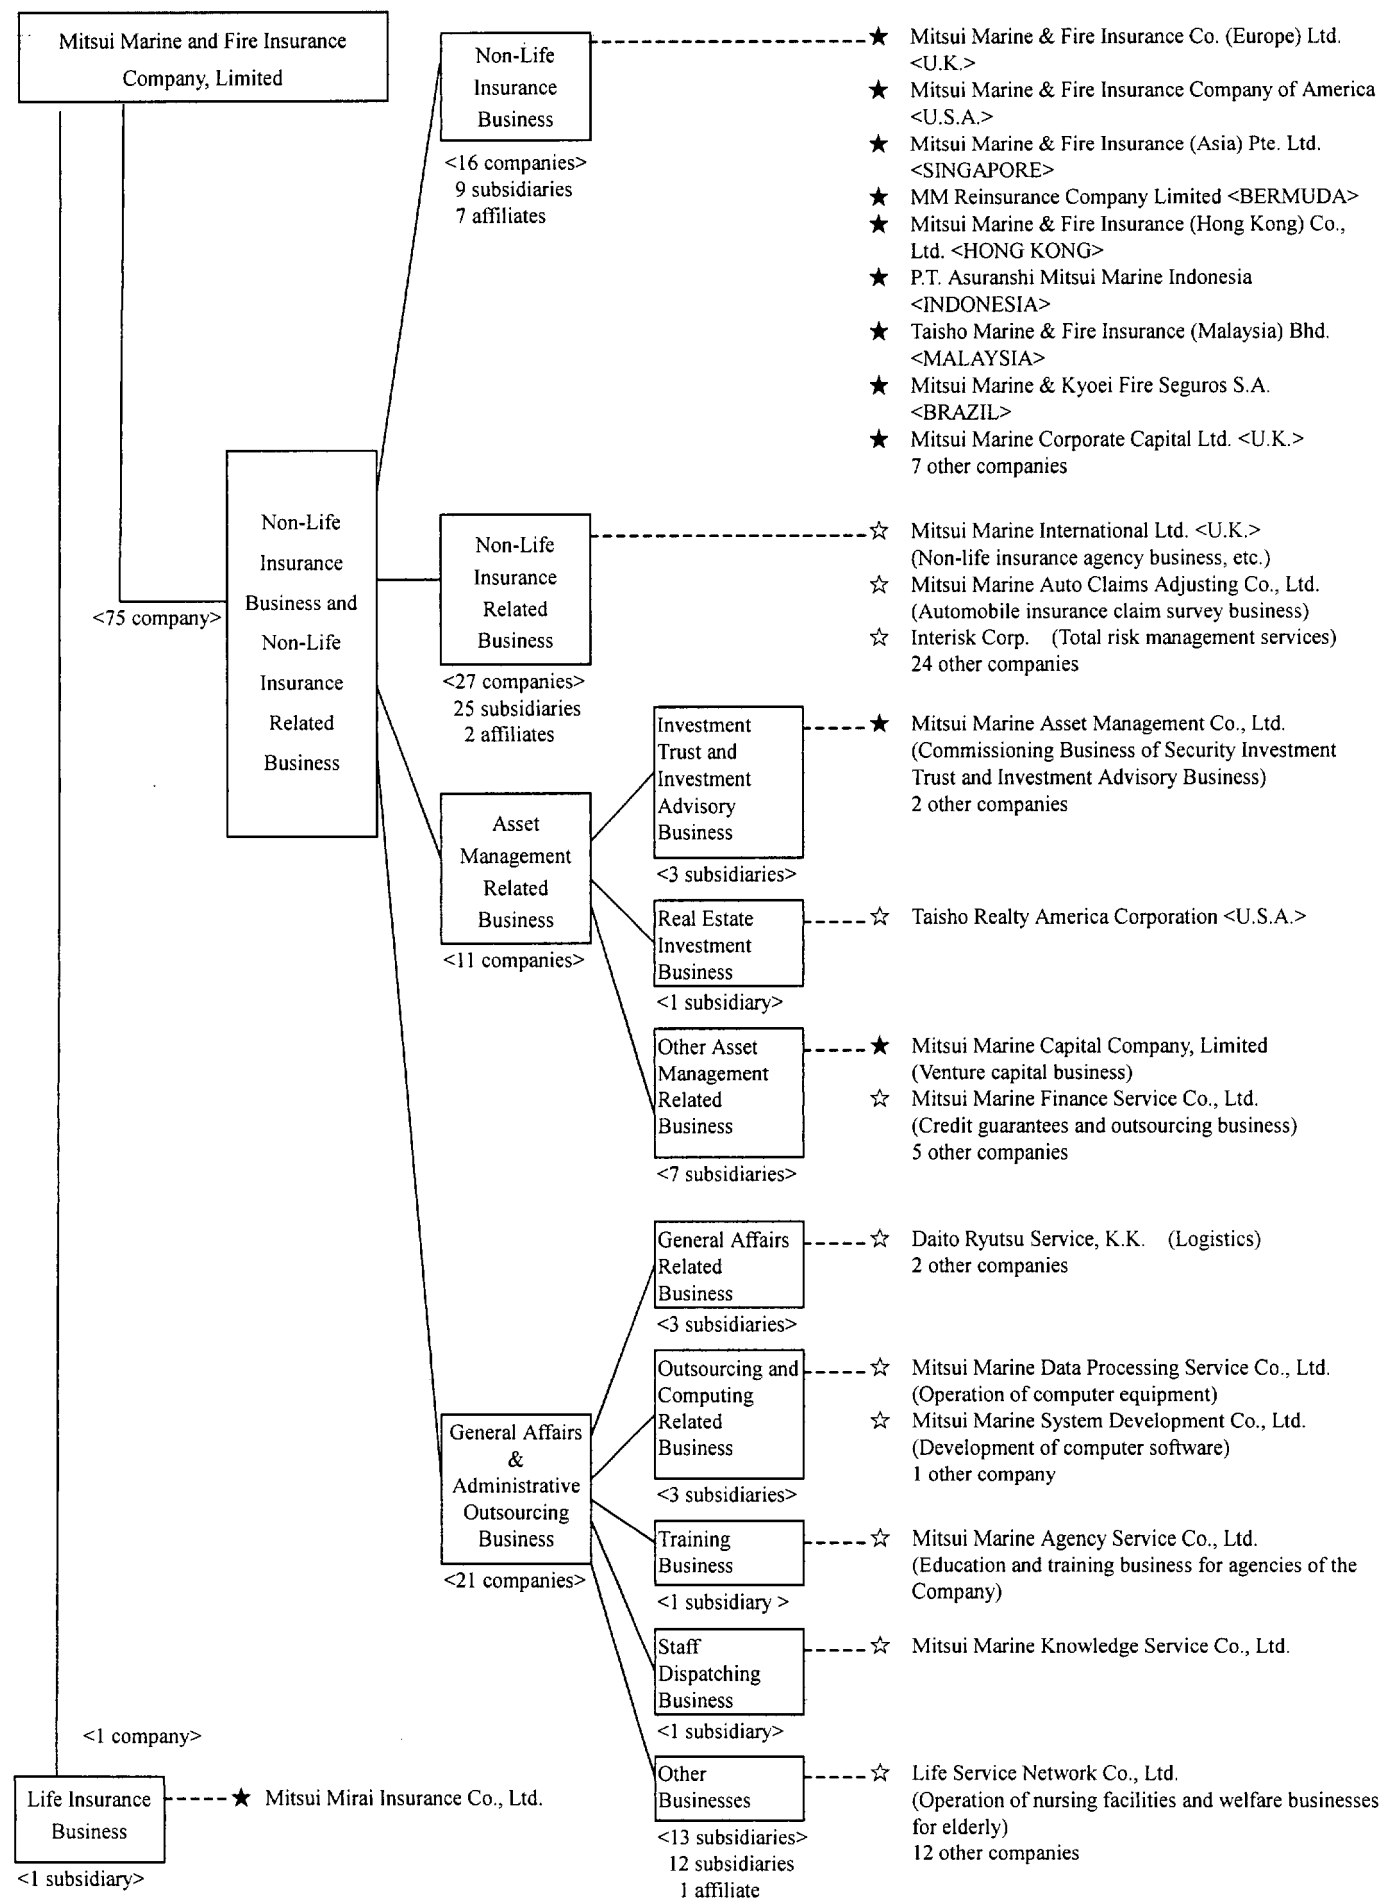 Mitsui Marine and Fire Insurance
Company, Limited
Non-Life
Insurance
Business
<16 companies>
9 subsidiaries
7 affiliates
★ Mitsui Marine & Fire Insurance Co. (Europe) Ltd.
<U.K.>
★ Mitsui Marine & Fire Insurance Company of America
<U.S.A.>
★ Mitsui Marine & Fire Insurance (Asia) Pte. Ltd.
<SINGAPORE>
★ MM Reinsurance Company Limited <BERMUDA>
★ Mitsui Marine & Fire Insurance (Hong Kong) Co.,
Ltd. <HONG KONG>
★ P.T. Asuranshi Mitsui Marine Indonesia
<INDONESIA>
★ Taisho Marine & Fire Insurance (Malaysia) Bhd.
<MALAYSIA>
★ Mitsui Marine & Kyoei Fire Seguros S.A.
<BRAZIL>
★ Mitsui Marine Corporate Capital Ltd. <U.K.>
7 other companies
<75 company>
Non-Life
Insurance
Business and
Non-Life
Insurance
Related
Business
Non-Life
Insurance
Related
Business
<27 companies>
25 subsidiaries
2 affiliates
☆ Mitsui Marine International Ltd. <U.K.>
(Non-life insurance agency business, etc.)
☆ Mitsui Marine Auto Claims Adjusting Co., Ltd.
(Automobile insurance claim survey business)
☆ Interisk Corp. (Total risk management services)
24 other companies
Asset
Management
Related
Business
<11 companies>
Investment
Trust and
Investment
Advisory
Business
<3 subsidiaries>
★ Mitsui Marine Asset Management Co., Ltd.
(Commissioning Business of Security Investment
Trust and Investment Advisory Business)
2 other companies
Real Estate
Investment
Business
<1 subsidiary>
☆ Taisho Realty America Corporation <U.S.A.>
Other Asset
Management
Related
Business
<7 subsidiaries>
★ Mitsui Marine Capital Company, Limited
(Venture capital business)
☆ Mitsui Marine Finance Service Co., Ltd.
(Credit guarantees and outsourcing business)
5 other companies
General Affairs
&
Administrative
Outsourcing
Business
<21 companies>
General Affairs
Related
Business
<3 subsidiaries>
☆ Daito Ryutsu Service, K.K. (Logistics)
2 other companies
Outsourcing and
Computing
Related
Business
<3 subsidiaries>
☆ Mitsui Marine Data Processing Service Co., Ltd.
(Operation of computer equipment)
☆ Mitsui Marine System Development Co., Ltd.
(Development of computer software)
1 other company
Training
Business
<1 subsidiary >
☆ Mitsui Marine Agency Service Co., Ltd.
(Education and training business for agencies of the
Company)
Staff
Dispatching
Business
<1 subsidiary>
☆ Mitsui Marine Knowledge Service Co., Ltd.
Other
Businesses
<13 subsidiaries>
12 subsidiaries
1 affiliate
☆ Life Service Network Co., Ltd.
(Operation of nursing facilities and welfare businesses
for elderly)
12 other companies
<1 company>
Life Insurance
Business
<1 subsidiary>
★ Mitsui Mirai Insurance Co., Ltd.